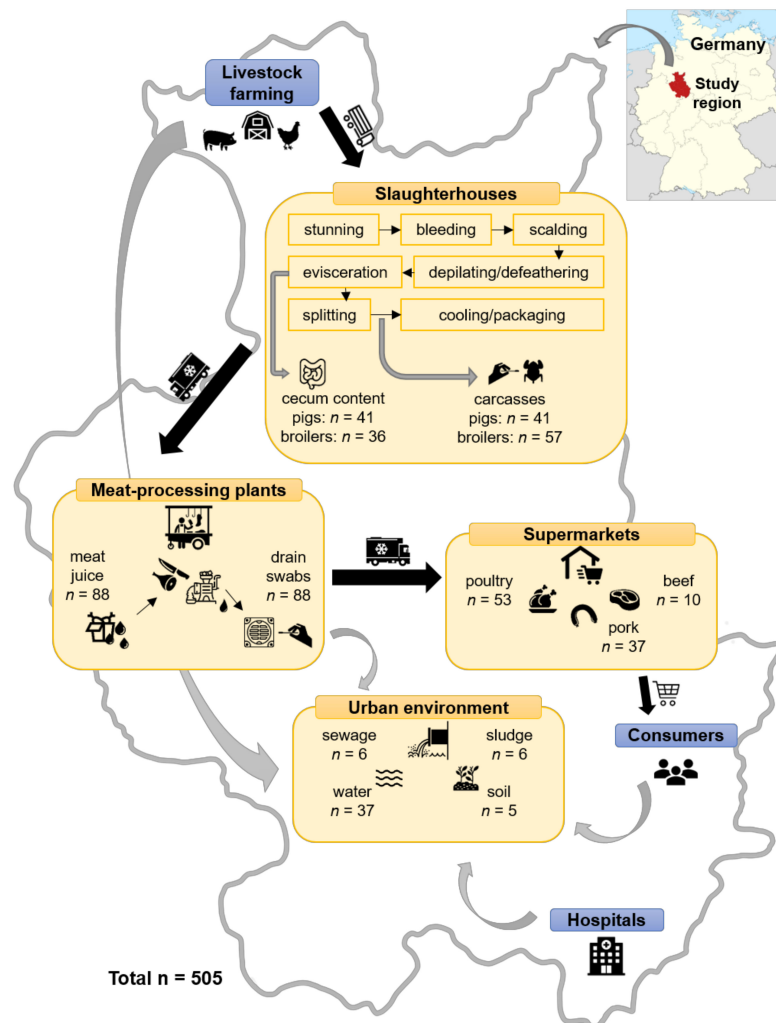 Germany
Study
region
Livestock
farming
Slaughterhouses
stunning
bleeding
scalding
evisceration
depilating/defeathering
splitting
cooling/packaging
cecum content
pigs: n = 41
broilers: n = 36
carcasses
pigs: n = 41
broilers: n = 57
Meat-processing plants
meat
juice
n = 88
drain
swabs
n = 88
Supermarkets
poultry
n = 53
beef
n = 10
pork
n = 37
Urban environment
sewage
n = 6
sludge
n = 6
water
n = 37
soil
n = 5
Consumers
Hospitals
Total n = 505